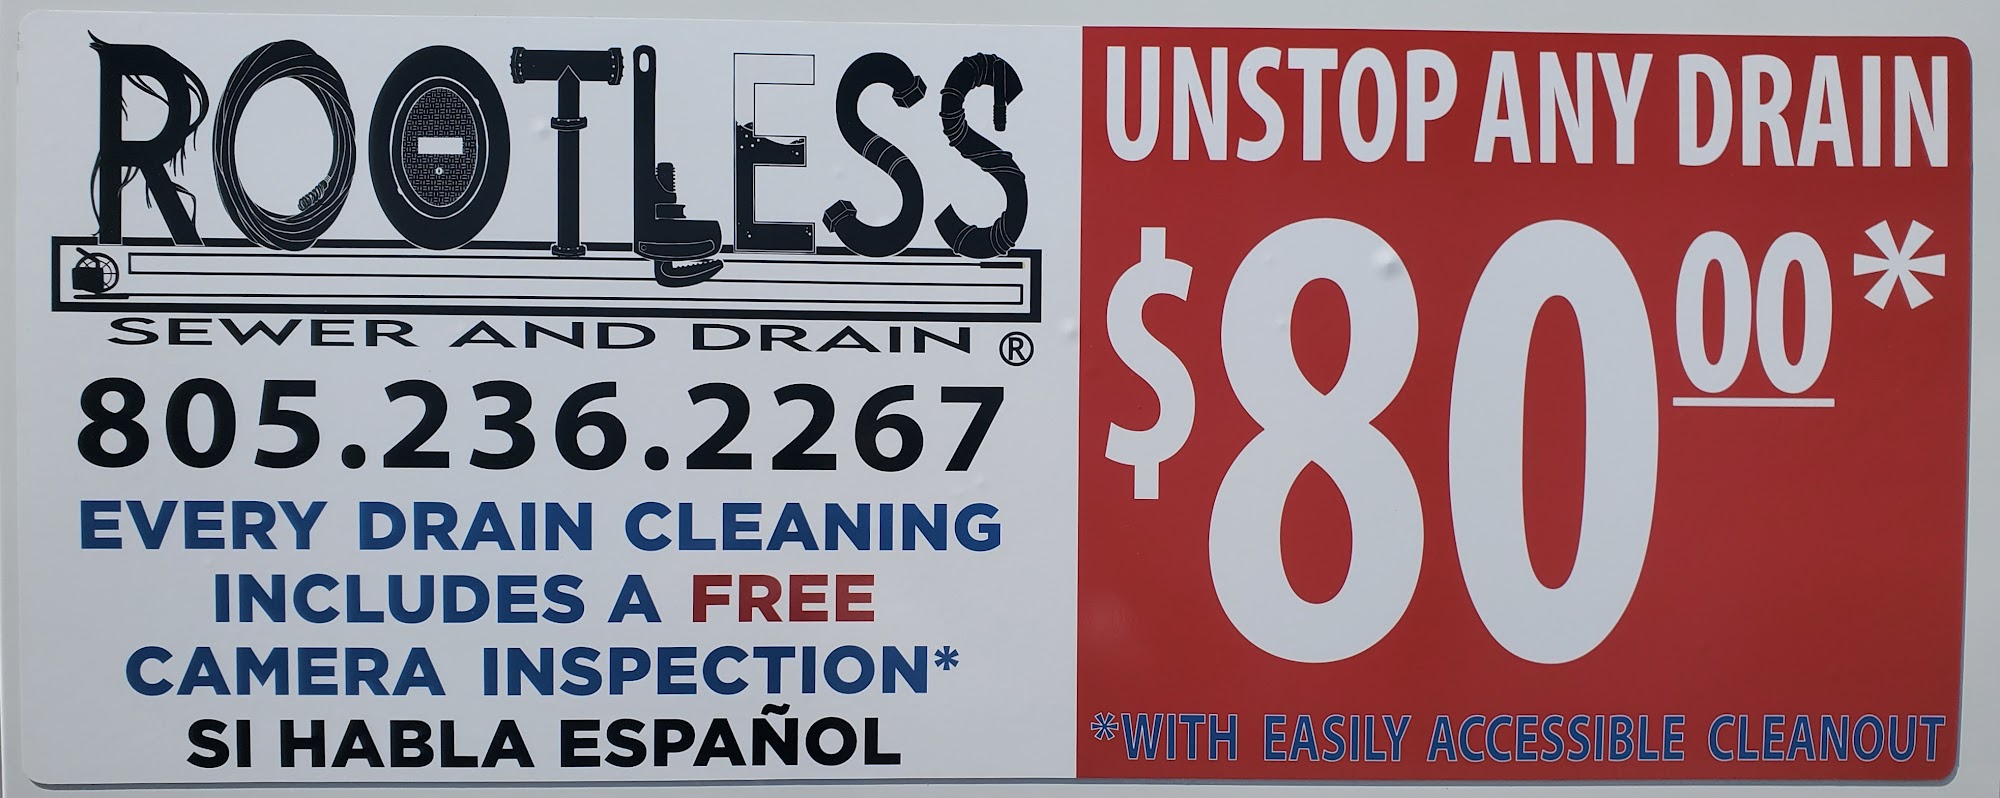 ROOTLESS
SEWER AND DRAIN ®
805.236.2267
EVERY DRAIN CLEANING
INCLUDES A FREE
CAMERA INSPECTION*
SI HABLA ESPAÑOL
UNSTOP ANY DRAIN
$80 00*
*WITH EASILY ACCESSIBLE CLEANOUT